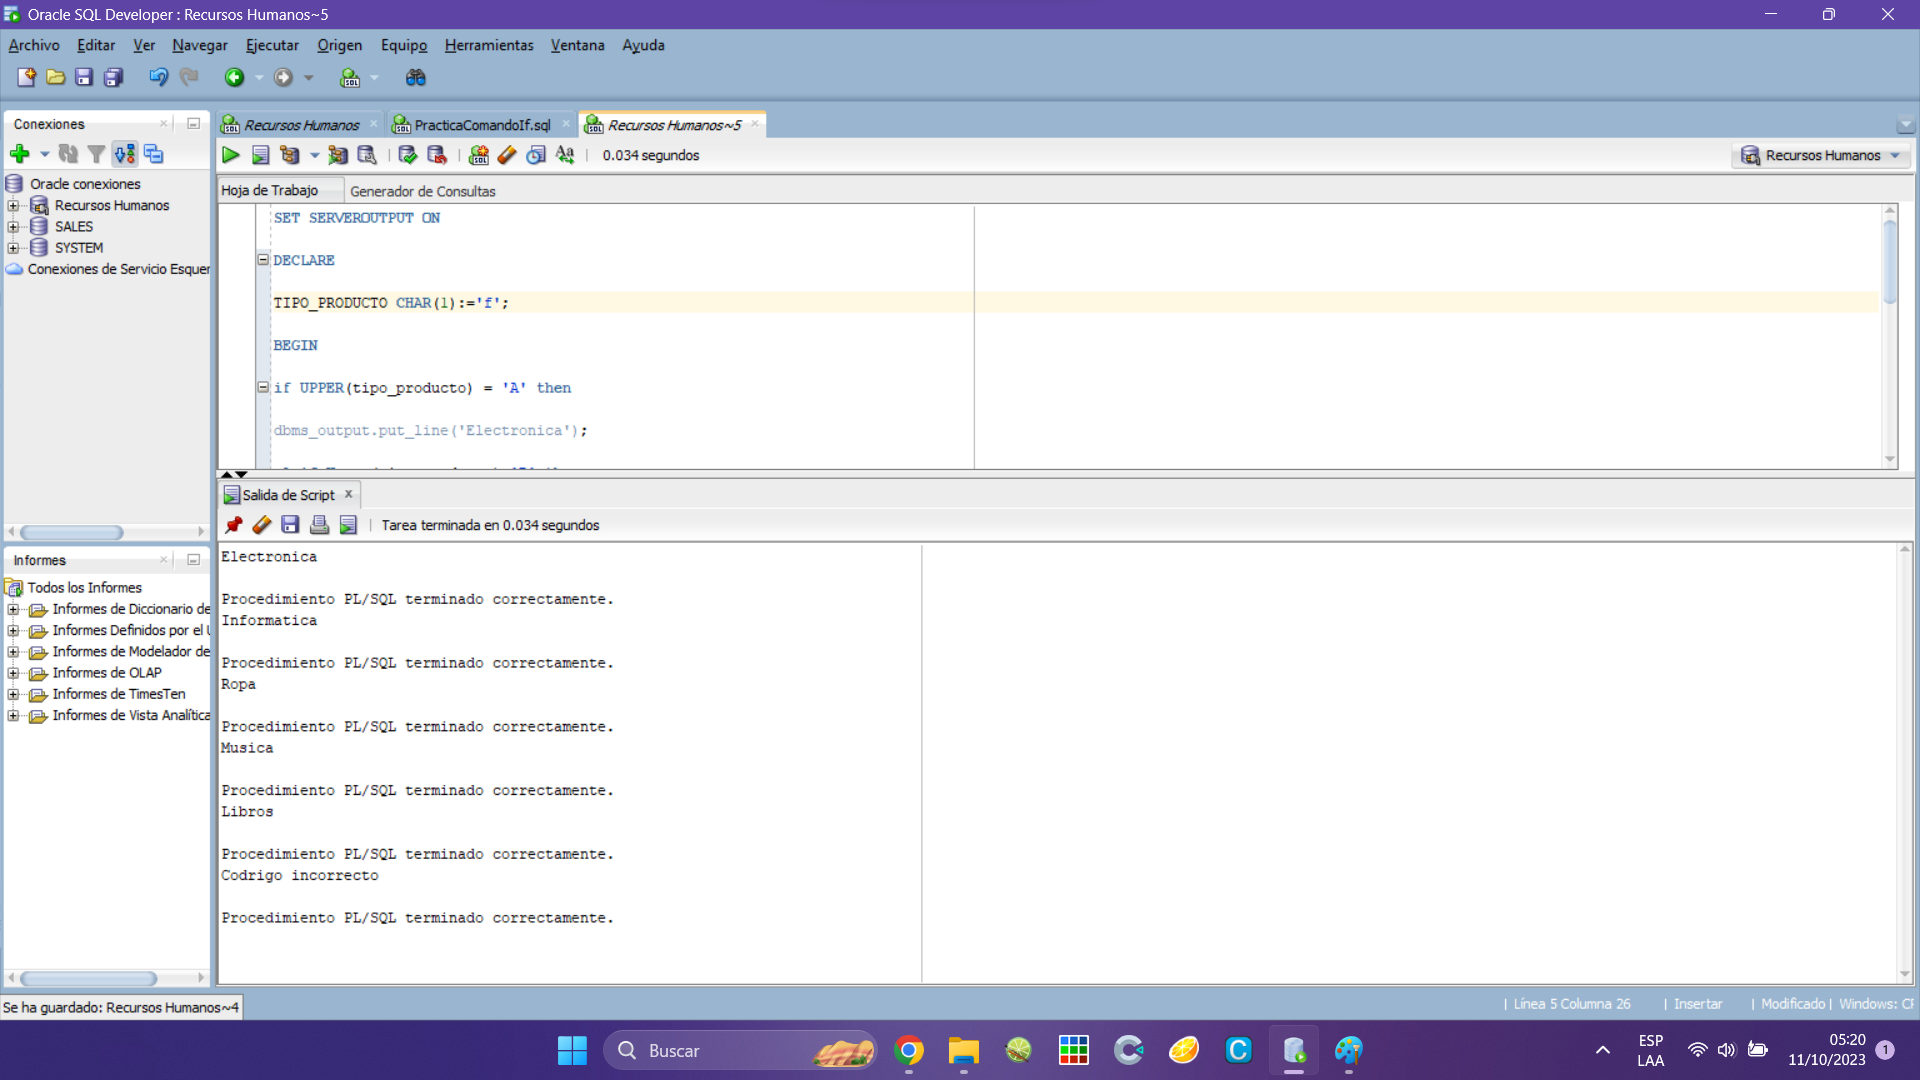 Oracle SQL Developer : Recursos Humanos~5
Archivo Editar Ver Navegar Ejecutar Origen Equipo Herramientas Ventana Ayuda
Conexiones
Oracle conexiones
Recursos Humanos
SALES
SYSTEM
Conexiones de Servicio Esquer
Informes
Todos los Informes
Informes de Diccionario de
Informes Definidos por el U
Informes de Modelador de
Informes de OLAP
Informes de TimesTen
Informes de Vista Analítica
Recursos Humanos PracticaComandoIf.sql Recursos Humanos~5
0.034 segundos
Recursos Humanos
Hoja de Trabajo Generador de Consultas
SET SERVEROUTPUT ON
DECLARE
TIPO_PRODUCTO CHAR(1):='f';
BEGIN
if UPPER(tipo_producto) = 'A' then
dbms_output.put_line('Electronica');
Salida de Script
Tarea terminada en 0.034 segundos
Electronica
Procedimiento PL/SQL terminado correctamente.
Informatica
Procedimiento PL/SQL terminado correctamente.
Ropa
Procedimiento PL/SQL terminado correctamente.
Musica
Procedimiento PL/SQL terminado correctamente.
Libros
Procedimiento PL/SQL terminado correctamente.
Codrigo incorrecto
Procedimiento PL/SQL terminado correctamente.
Se ha guardado: Recursos Humanos~4
| Línea 5 Columna 26 | Insertar | Modificado | Windows: CF
Buscar
ESP
LAA
05:20
11/10/2023
1